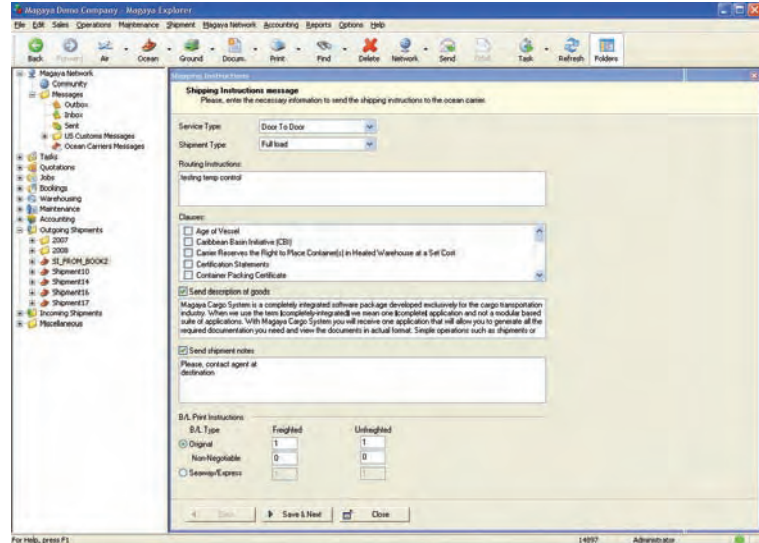 Magaya Demo Company - Magaya Explorer
File Edit Sales Operations Maintenance Shipment Magaya Network Accounting Reports Options Help
Back Forward Air Ocean Ground Docum. Print Find Delete Network Send Task Refresh Folders
Magaya Network
Community
Messages
Outbox
Inbox
Sent
US Customs Messages
Ocean Carriers Messages
Tasks
Quotations
Jobs
Bookings
Warehousing
Maintenance
Accounting
Outgoing Shipments
2007
2008
SI_FROM_BOOK2
Shipment10
Shipment14
Shipment16
Shipment17
Incoming Shipments
Miscellaneous
Shipping Instructions
Shipping Instructions message
Please, enter the necessary information to send the shipping instructions to the ocean carrier.
Service Type: Door To Door
Shipment Type: Full load
Routing Instructions:
testing temp control
Clauses:
Age of Vessel
Caribbean Basin Initiative (CBI)
Carrier Reserves the Right to Place Container(s) in Heated Warehouse at a Set Cost
Certification Statements
Container Packing Certificate
Send description of goods
Magaya Cargo System is a completely integrated software package developed exclusively for the cargo transportation
industry. When we use the term completely-integrated we mean one complete application and not a modular based
suite of applications. With Magaya Cargo System you will receive one application that will allow you to generate all the
required documentation you need and view the documents in actual format. Simple operations such as shipments or
Send shipment notes
Please, contact agent at
destination
B/L Print Instructions
B/L Type Freighted Unfreighted
Original 1 1
Non-Negotiable 0 0
Seaway/Express 1 1
Back Save & Next Close
For Help, press F1 14897 Administrator